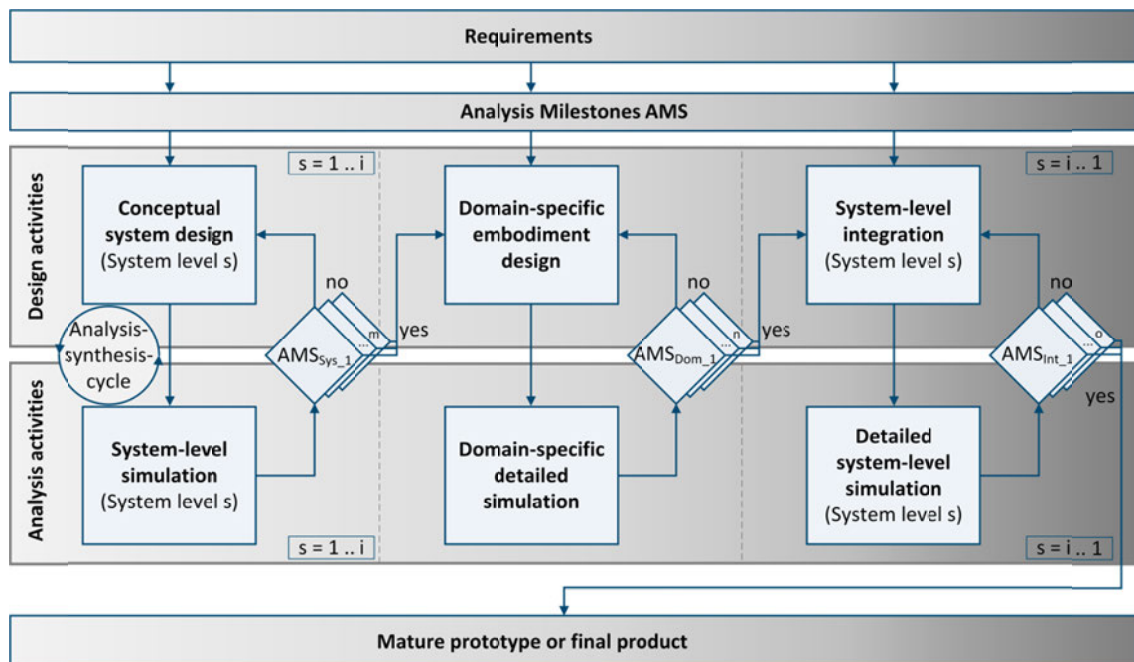 Requirements
Analysis Milestones AMS
Design activities
s = 1 .. i
s = i .. 1
Conceptual
system design
(System level s)
Domain-specific
embodiment
design
System-level
integration
(System level s)
no
no
no
AMSSys_1
... m
yes
AMSDom_1
... n
yes
AMSInt_1
... o
yes
Analysis-
synthesis-
cycle
Analysis activities
System-level
simulation
(System level s)
Domain-specific
detailed
simulation
Detailed
system-level
simulation
(System level s)
s = 1 .. i
s = i .. 1
Mature prototype or final product